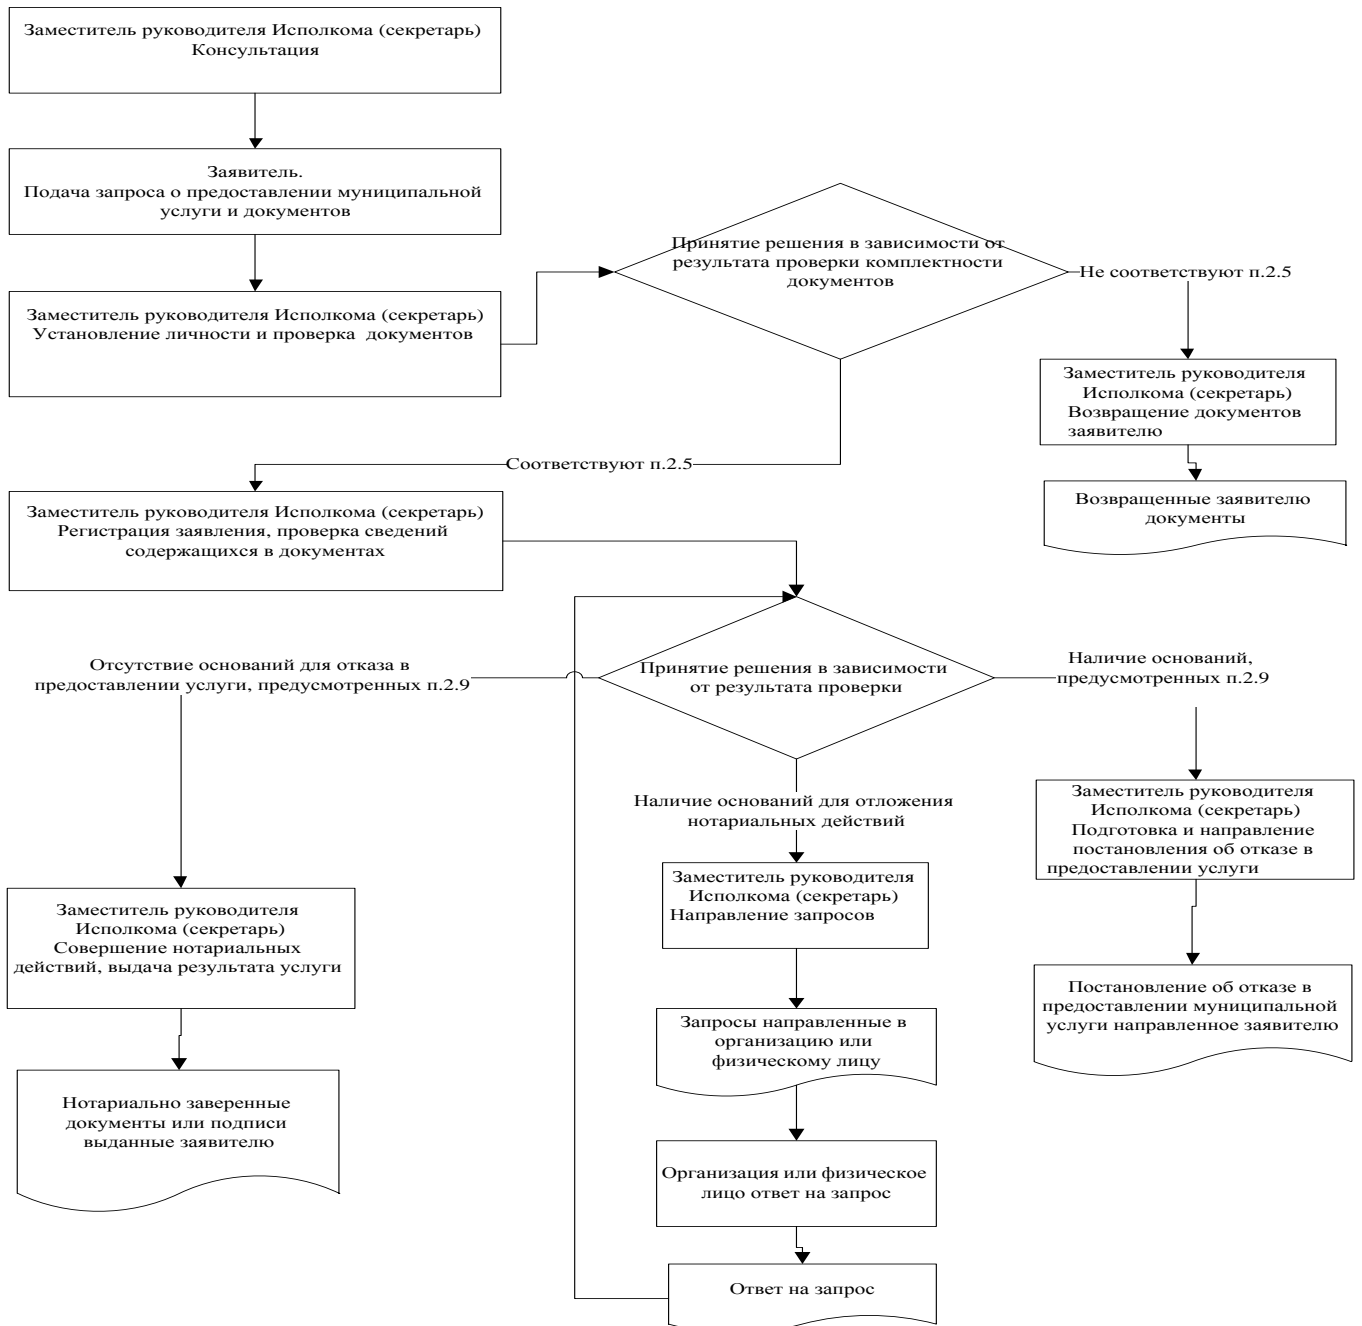 Заместитель руководителя Исполкома (секретарь)
Консультация
Заявитель.
Подача запроса о предоставлении муниципальной
услуги и документов
Заместитель руководителя Исполкома (секретарь)
Установление личности и проверка документов
Принятие решения в зависимости от
результата проверки комплектности
документов
Не соответствуют п.2.5
Заместитель руководителя
Исполкома (секретарь)
Возвращение документов
заявителю
Возвращенные заявителю
документы
Соответствуют п.2.5
Заместитель руководителя Исполкома (секретарь)
Регистрация заявления, проверка сведений
содержащихся в документах
Принятие решения в зависимости
от результата проверки
Отсутствие оснований для отказа в
предоставлении услуги, предусмотренных п.2.9
Наличие оснований,
предусмотренных п.2.9
Наличие оснований для отложения
нотариальных действий
Заместитель руководителя
Исполкома (секретарь)
Совершение нотариальных
действий, выдача результата услуги
Нотариально заверенные
документы или подписи
выданные заявителю
Заместитель руководителя
Исполкома (секретарь)
Направление запросов
Запросы направленные в
организацию или
физическому лицу
Организация или физическое
лицо ответ на запрос
Ответ на запрос
Заместитель руководителя
Исполкома (секретарь)
Подготовка и направление
постановления об отказе в
предоставлении услуги
Постановление об отказе в
предоставлении муниципальной
услуги направленное заявителю